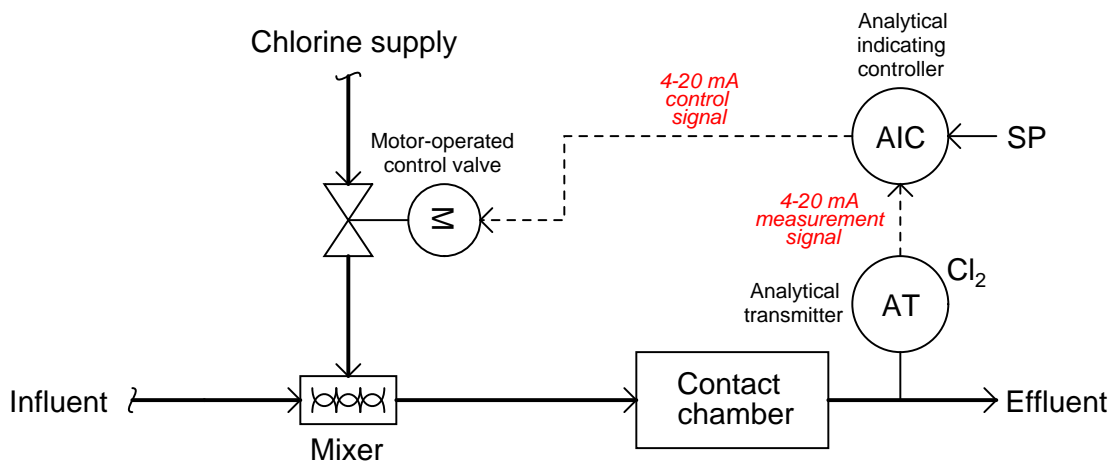 Chlorine supply
Analytical
indicating
controller
4-20 mA
control
signal
AIC
SP
Motor-operated
control valve
M
4-20 mA
measurement
signal
Cl2
Analytical
transmitter
AT
Influent
Mixer
Contact
chamber
Effluent